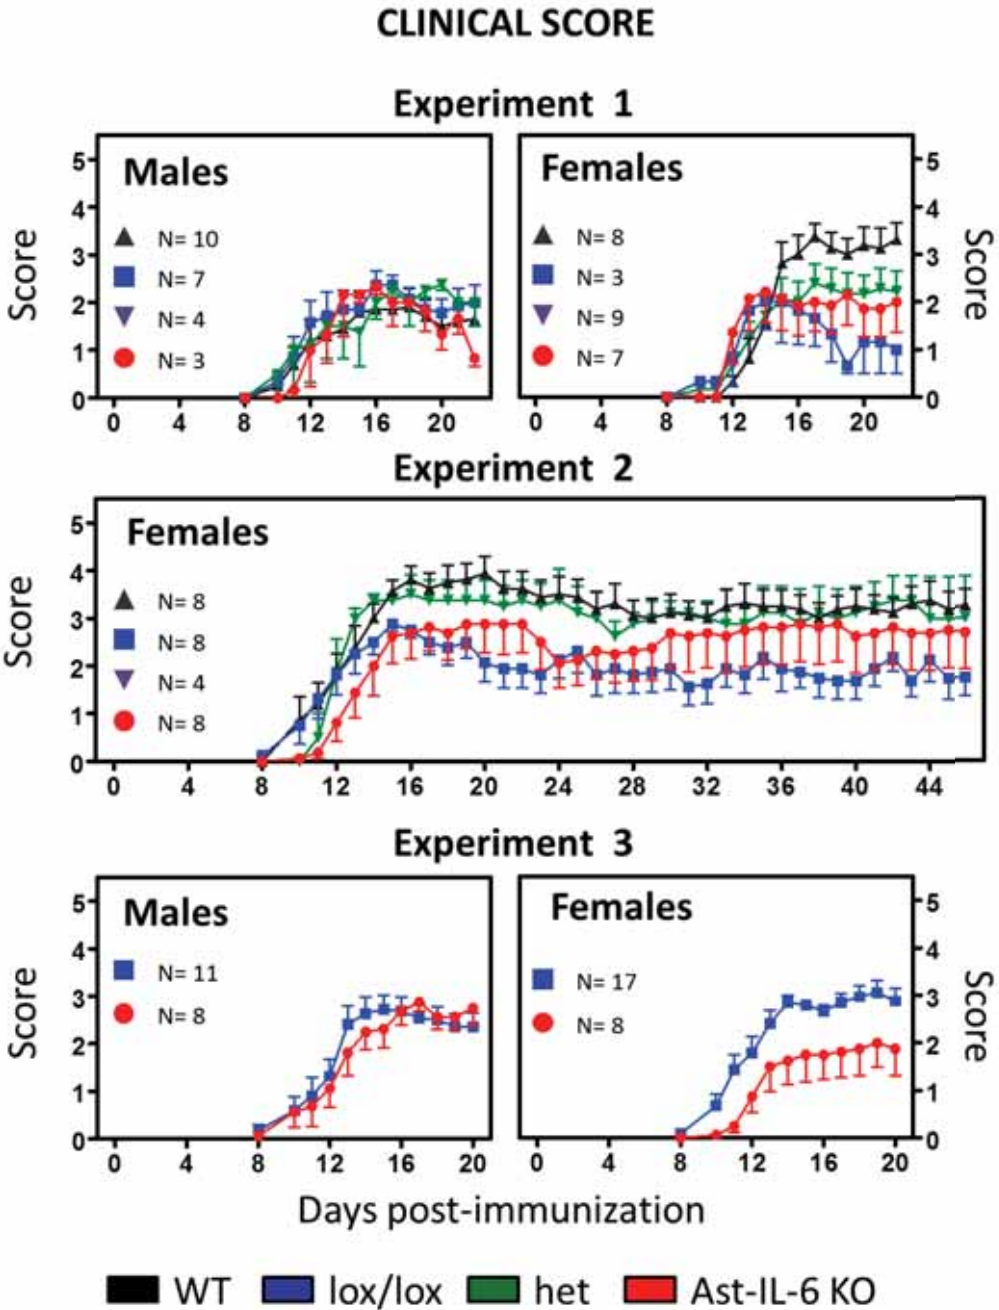 CLINICAL SCORE
Experiment 1
Males
N= 10
N= 7
N= 4
N= 3
Score
5
4
3
2
1
0
0 4 8 12 16 20
Females
N= 8
N= 3
N= 9
N= 7
Score
5
4
3
2
1
0
0 4 8 12 16 20
Experiment 2
Females
N= 8
N= 8
N= 4
N= 8
Score
5
4
3
2
1
0
0 4 8 12 16 20 24 28 32 36 40 44
Experiment 3
Males
N= 11
N= 8
Score
5
4
3
2
1
0
0 4 8 12 16 20
Females
N= 17
N= 8
Score
5
4
3
2
1
0
0 4 8 12 16 20
Days post-immunization
WT lox/lox het Ast-IL-6 KO